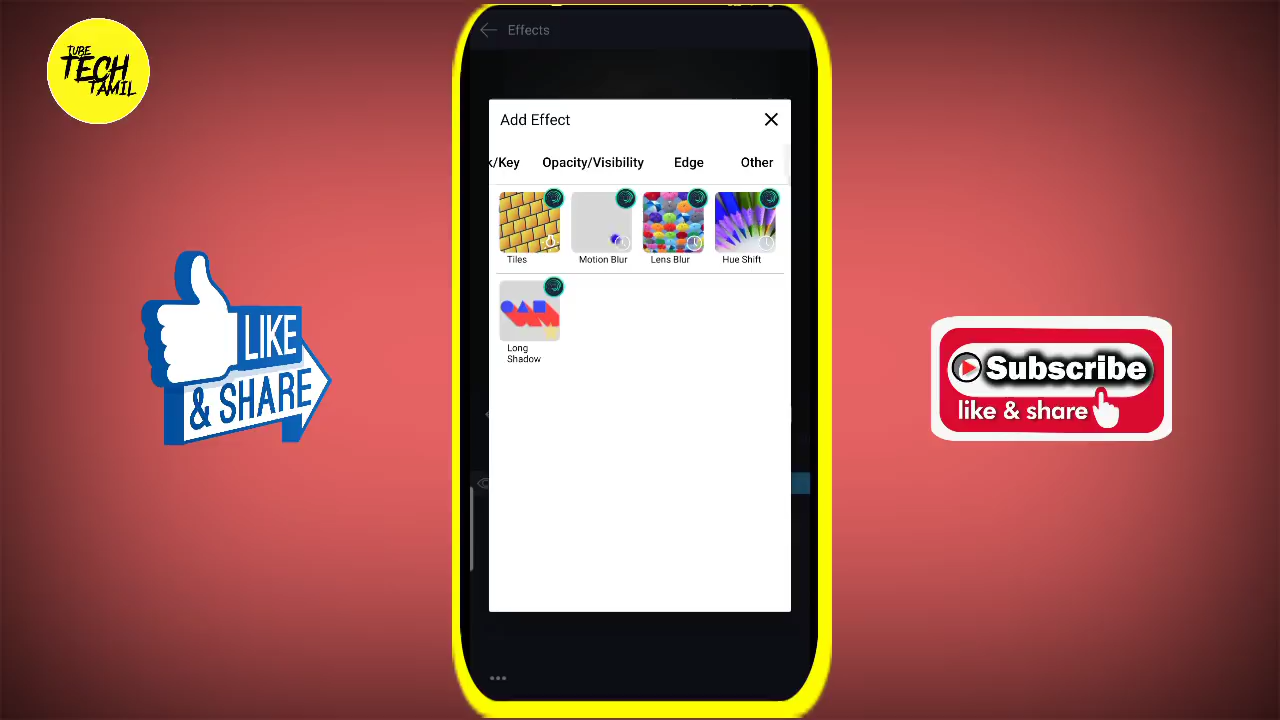 TUBE
TECH
TAMIL
Effects
Add Effect
k/Key Opacity/Visibility Edge Other
Tiles Motion Blur Lens Blur Hue Shift
Long
Shadow
LIKE
& SHARE
Subscribe
like & share